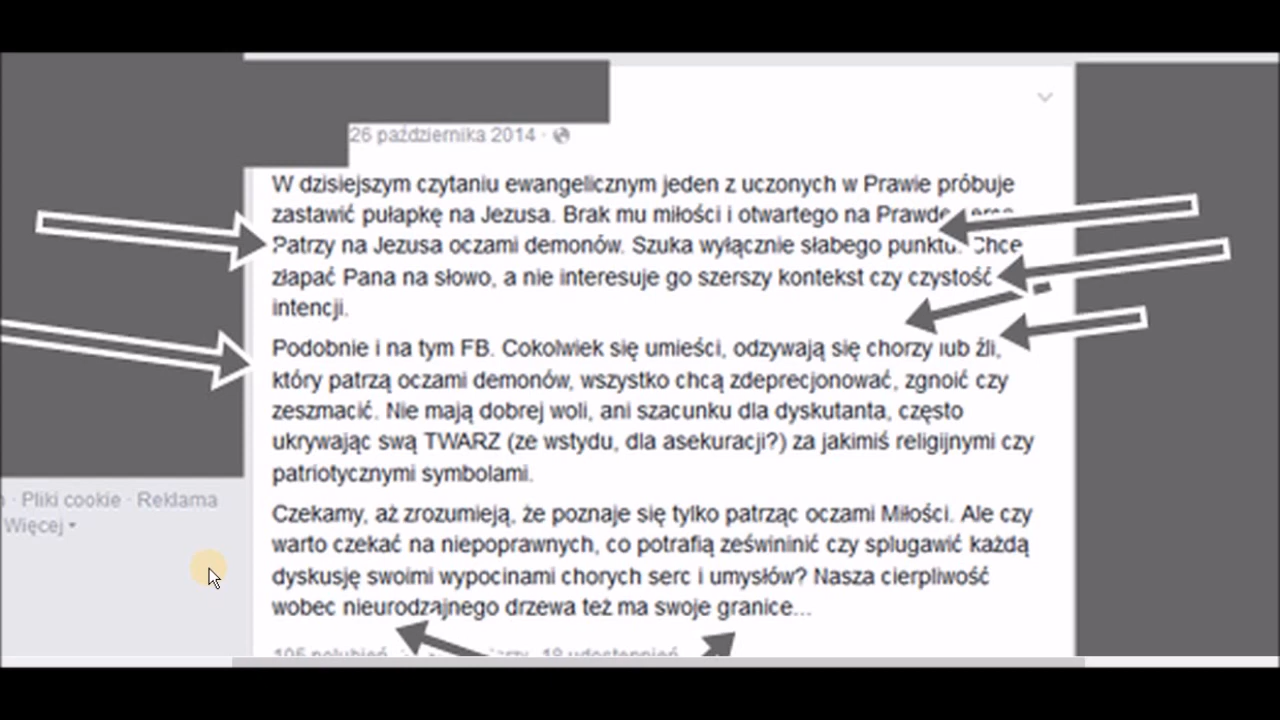 26 października 2014 ·
W dzisiejszym czytaniu ewangelicznym jeden z uczonych w Prawie próbuje
zastawić pułapkę na Jezusa. Brak mu miłości i otwartego na Prawdę
Patrzy na Jezusa oczami demonów. Szuka wyłącznie słabego punktu. Chce
złapać Pana na słowo, a nie interesuje go szerszy kontekst czy czystość
intencji.
Podobnie i na tym FB. Cokolwiek się umieści, odzywają się chorzy lub źli,
który patrzą oczami demonów, wszystko chcą zdeprecjonować, zgnoić czy
zeszmacić. Nie mają dobrej woli, ani szacunku dla dyskutanta, często
ukrywając swą TWARZ (ze wstydu, dla asekuracji?) za jakimiś religijnymi czy
patriotycznymi symbolami.
· Pliki cookie · Reklama
Więcej
Czekamy, aż zrozumieją, że poznaje się tylko patrząc oczami Miłości. Ale czy
warto czekać na niepoprawnych, co potrafią ześwininić czy splugawić każdą
dyskusję swoimi wypocinami chorych serc i umysłów? Nasza cierpliwość
wobec nieurodzajnego drzewa też ma swoje granice...